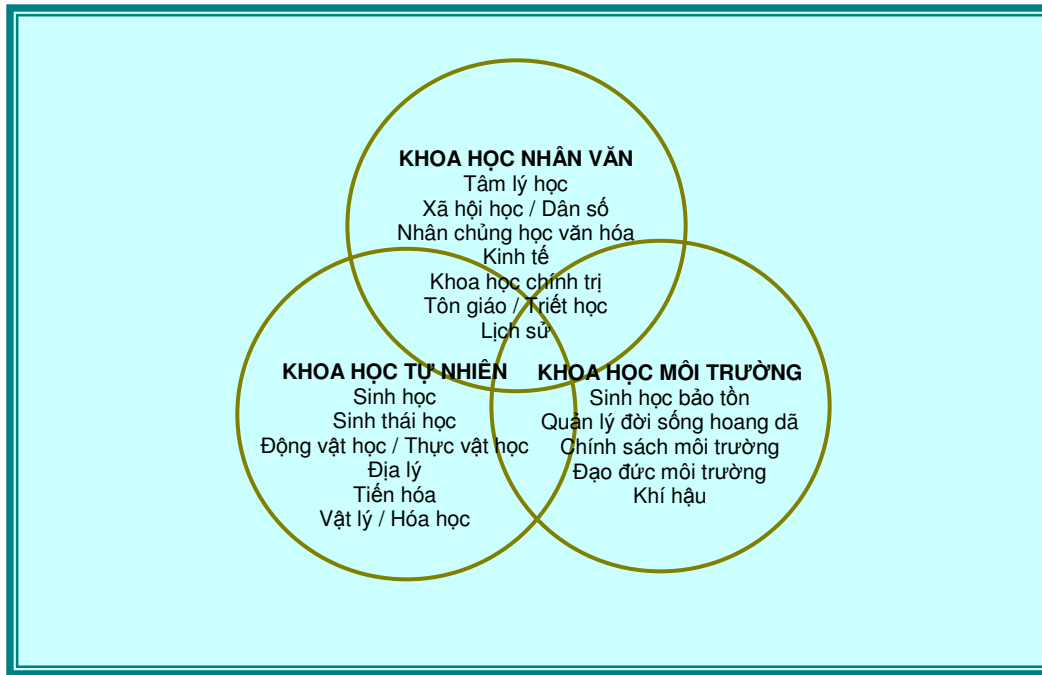 KHOA HỌC NHÂN VĂN
Tâm lý học
Xã hội học / Dân số
Nhân chủng học văn hóa
Kinh tế
Khoa học chính trị
Tôn giáo / Triết học
Lịch sử
KHOA HỌC TỰ NHIÊN
Sinh học
Sinh thái học
Động vật học / Thực vật học
Địa lý
Tiến hóa
Vật lý / Hóa học
KHOA HỌC MÔI TRƯỜNG
Sinh học bảo tồn
Quản lý đời sống hoang dã
Chính sách môi trường
Đạo đức môi trường
Khí hậu